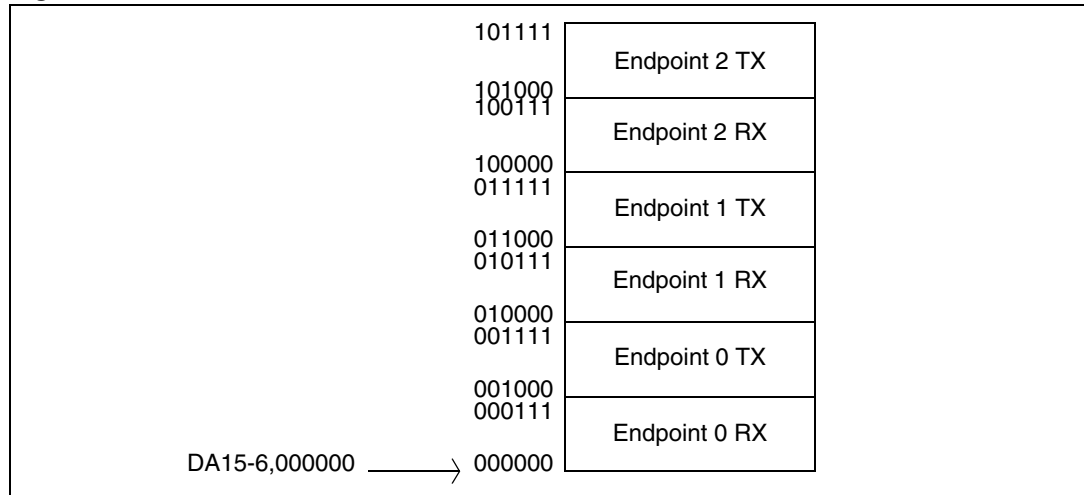 101111
Endpoint 2 TX
101000
100111
Endpoint 2 RX
100000
011111
Endpoint 1 TX
011000
010111
Endpoint 1 RX
010000
001111
Endpoint 0 TX
001000
000111
Endpoint 0 RX
DA15-6,000000 000000